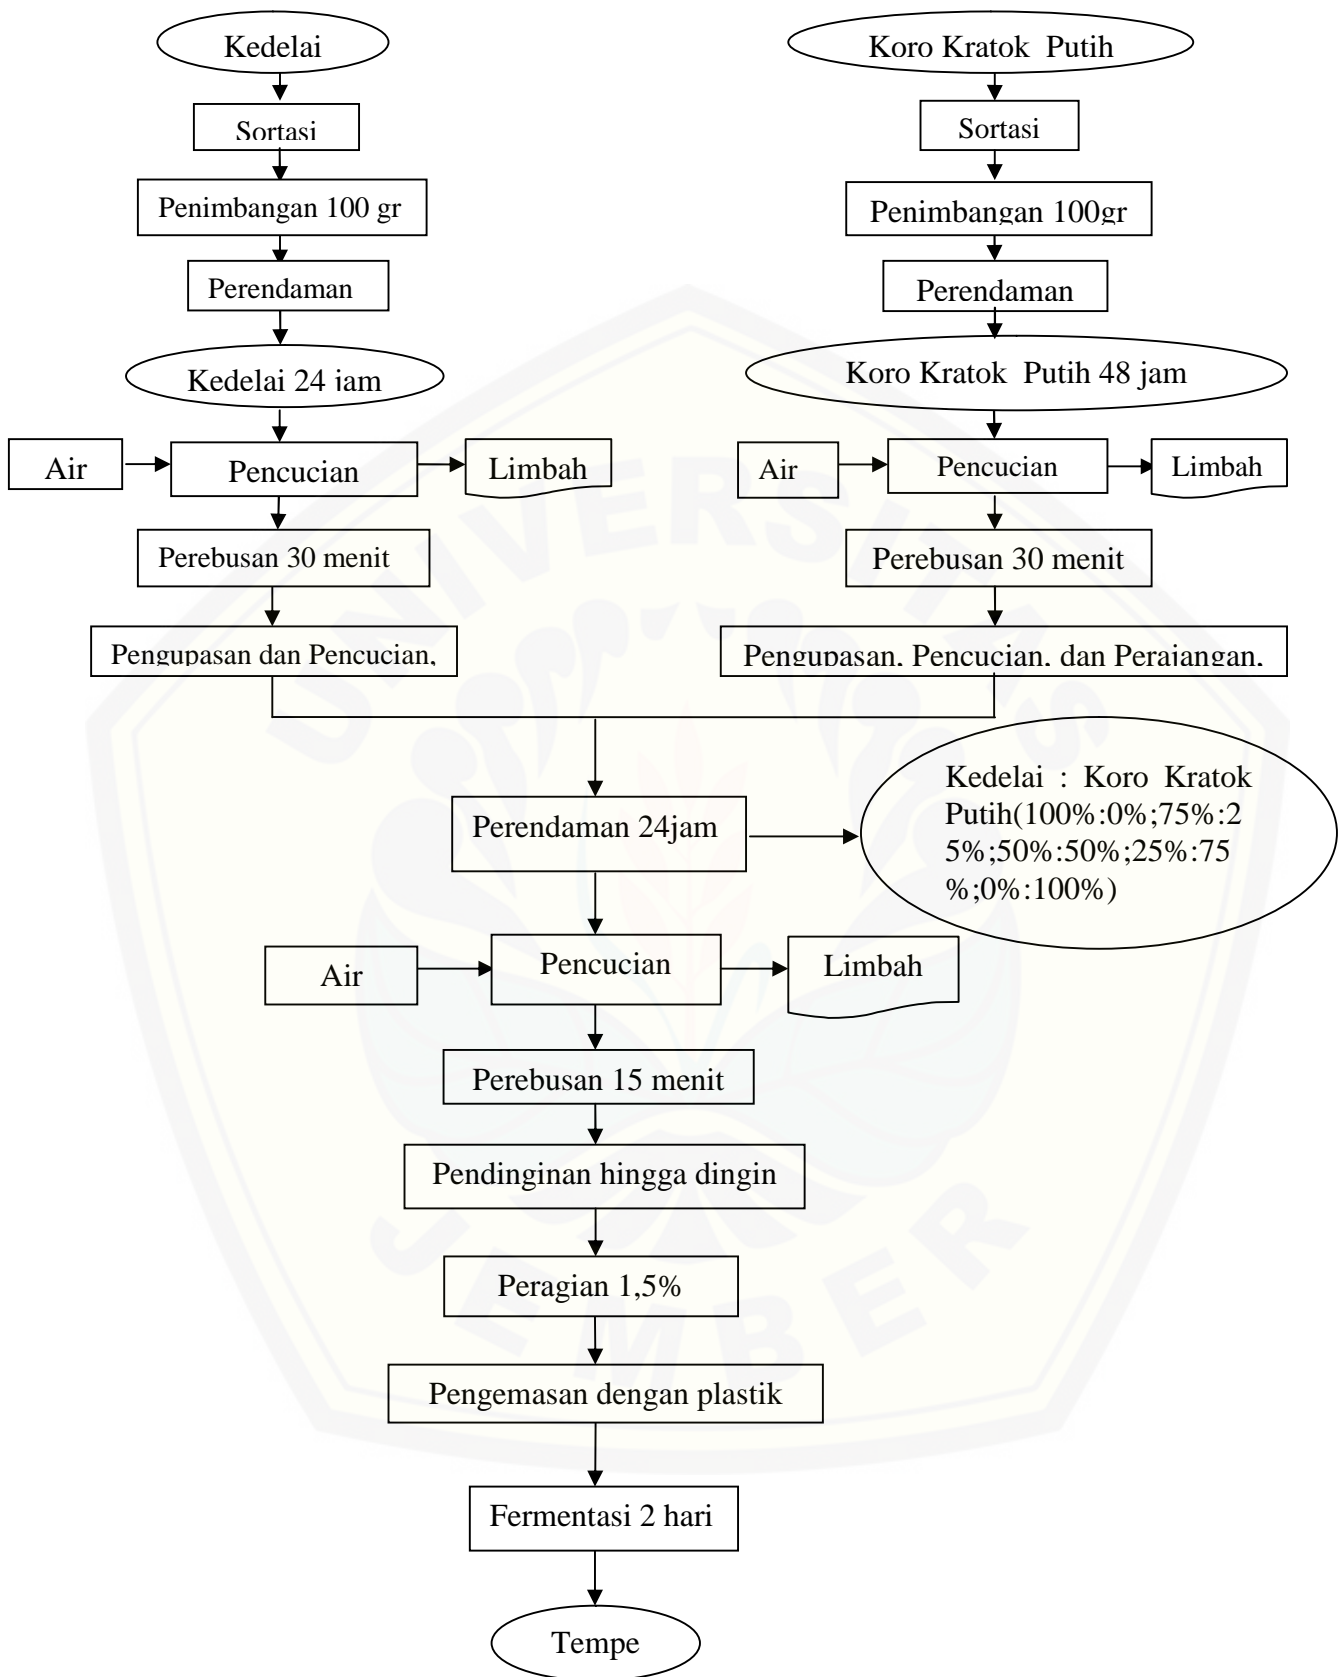 Kedelai
Koro Kratok Putih
Sortasi
Sortasi
Penimbangan 100 gr
Penimbangan 100gr
Perendaman
Perendaman
Kedelai 24 jam
Koro Kratok Putih 48 jam
Air
Pencucian
Limbah
Air
Pencucian
Limbah
Perebusan 30 menit
Perebusan 30 menit
Pengupasan dan Pencucian,
Pengupasan, Pencucian, dan Perajangan,
Kedelai : Koro Kratok
Putih(100%:0%;75%:2
5%;50%:50%;25%:75
%;0%:100%)
Perendaman 24jam
Air
Pencucian
Limbah
Perebusan 15 menit
Pendinginan hingga dingin
Peragian 1,5%
Pengemasan dengan plastik
Fermentasi 2 hari
Tempe
UNIVERSITAS
JEMBER